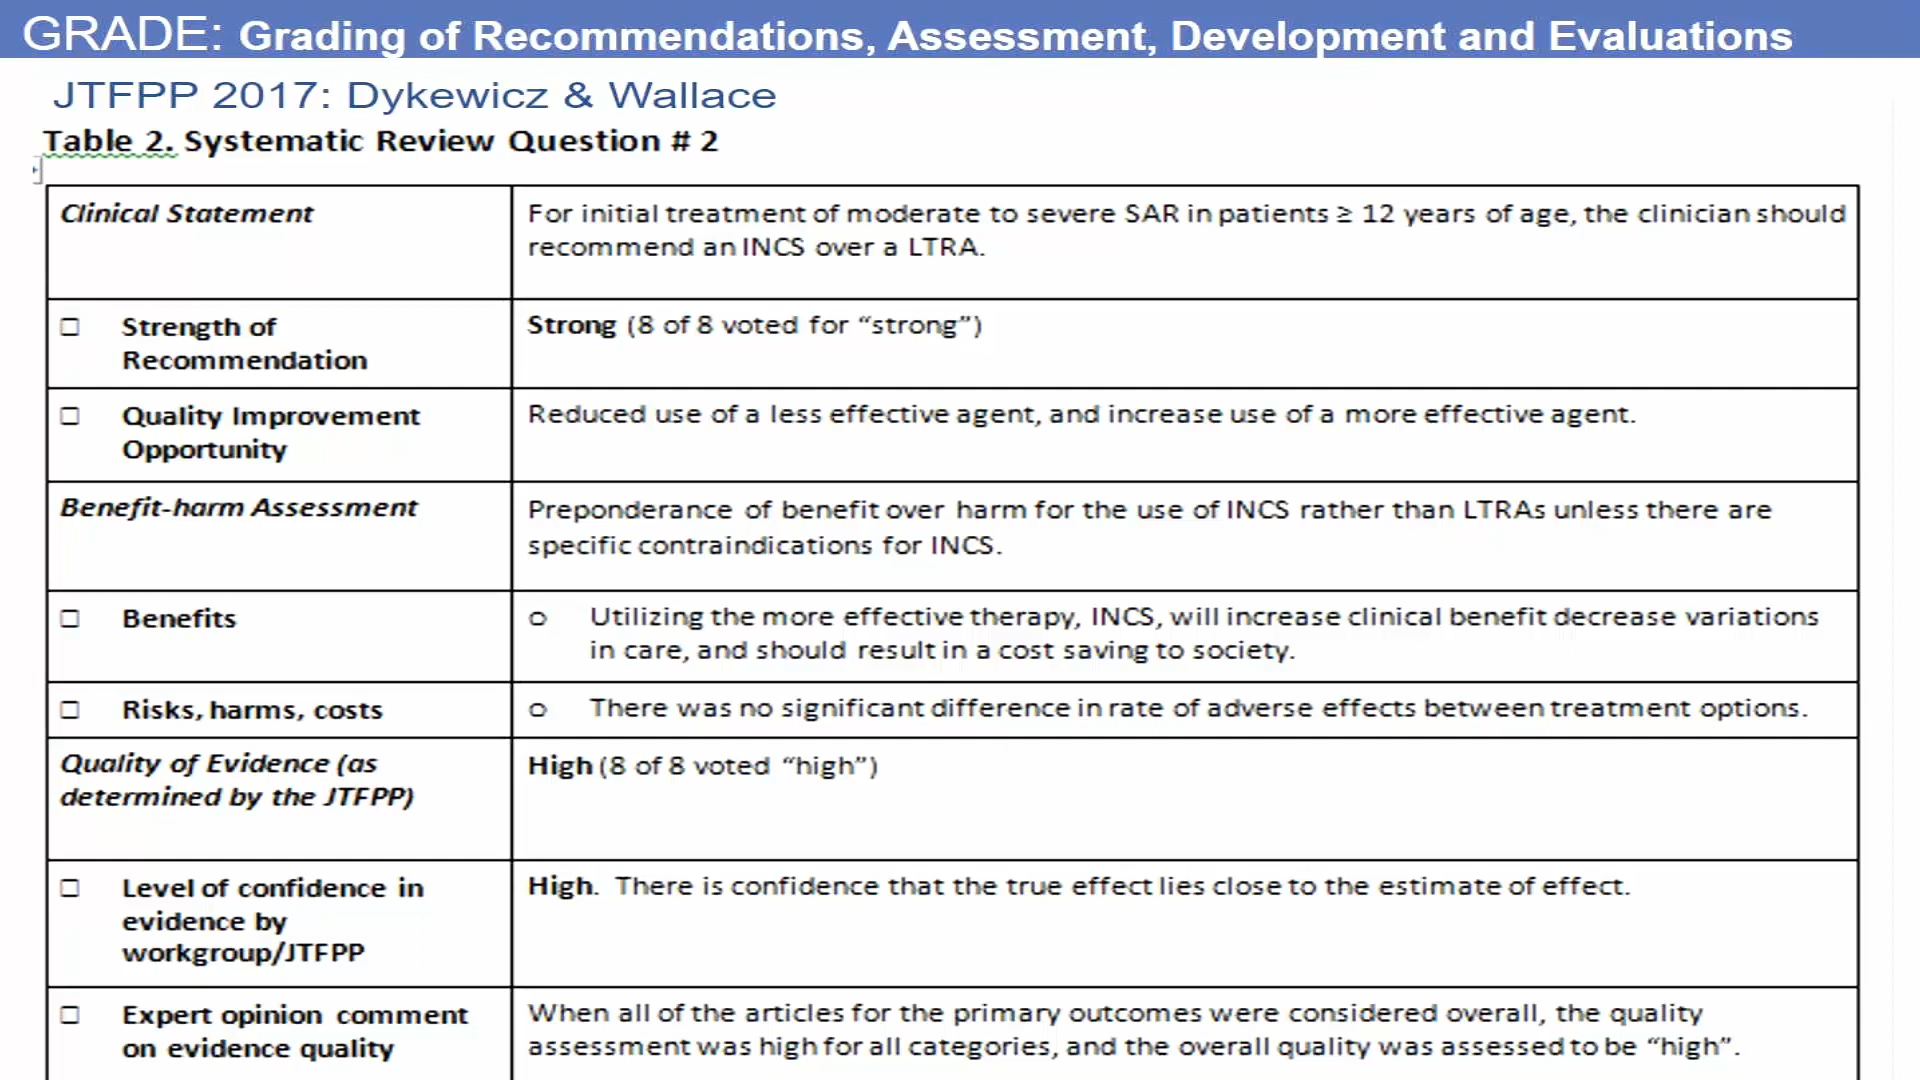 GRADE: Grading of Recommendations, Assessment, Development and Evaluations
JTFPP 2017: Dykewicz & Wallace
Table 2. Systematic Review Question # 2
Clinical Statement
For initial treatment of moderate to severe SAR in patients ≥ 12 years of age, the clinician should
recommend an INCS over a LTRA.
Strength of
Recommendation
Strong (8 of 8 voted for “strong”)
Quality Improvement
Opportunity
Reduced use of a less effective agent, and increase use of a more effective agent.
Benefit-harm Assessment
Preponderance of benefit over harm for the use of INCS rather than LTRAs unless there are
specific contraindications for INCS.
Benefits
o Utilizing the more effective therapy, INCS, will increase clinical benefit decrease variations
in care, and should result in a cost saving to society.
Risks, harms, costs
o There was no significant difference in rate of adverse effects between treatment options.
Quality of Evidence (as
determined by the JTFPP)
High (8 of 8 voted “high”)
Level of confidence in
evidence by
workgroup/JTFPP
High. There is confidence that the true effect lies close to the estimate of effect.
Expert opinion comment
on evidence quality
When all of the articles for the primary outcomes were considered overall, the quality
assessment was high for all categories, and the overall quality was assessed to be “high”.